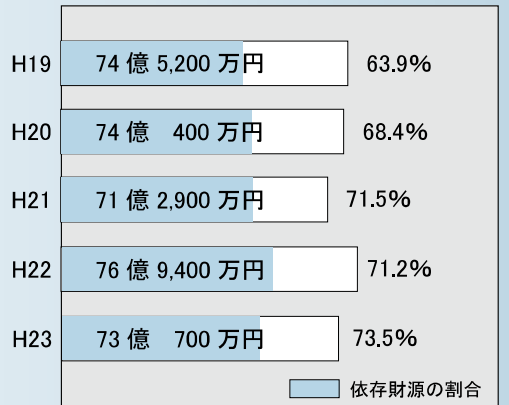 H19 74 億 5,200 万円 63.9%
H20 74 億 400 万円 68.4%
H21 71 億 2,900 万円 71.5%
H22 76 億 9,400 万円 71.2%
H23 73 億 700 万円 73.5%
依存財源の割合